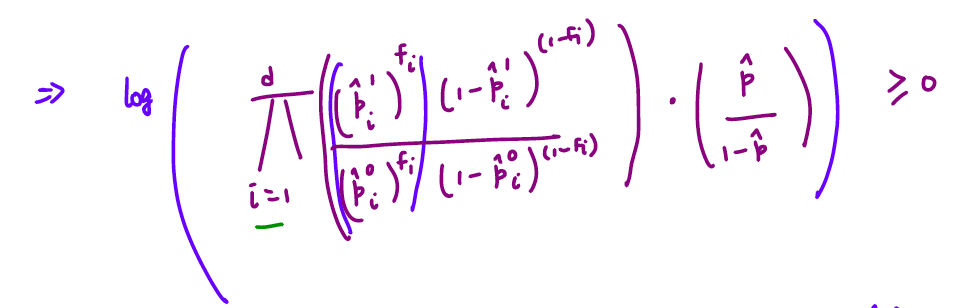 ⇒ log ( ∏_{i=1}^{d} ( (p̂_i^1)^{f_i} (1-p̂_i^1)^{(1-f_i)} / (p̂_i^0)^{f_i} (1-p̂_i^0)^{(1-f_i)} ) · ( p̂ / 1-p̂ ) ) ≥ 0